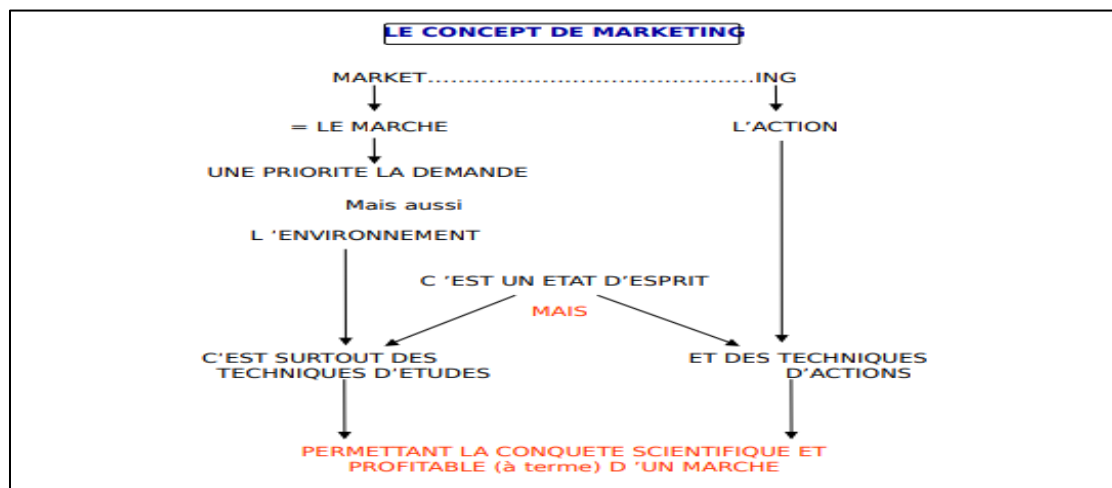 LE CONCEPT DE MARKETING
MARKET...........................................ING
= LE MARCHE
L’ACTION
UNE PRIORITE LA DEMANDE
Mais aussi
L ’ENVIRONNEMENT
C ’EST UN ETAT D’ESPRIT
MAIS
C’EST SURTOUT DES
TECHNIQUES D’ETUDES
ET DES TECHNIQUES
D’ACTIONS
PERMETTANT LA CONQUETE SCIENTIFIQUE ET
PROFITABLE (à terme) D ’UN MARCHE